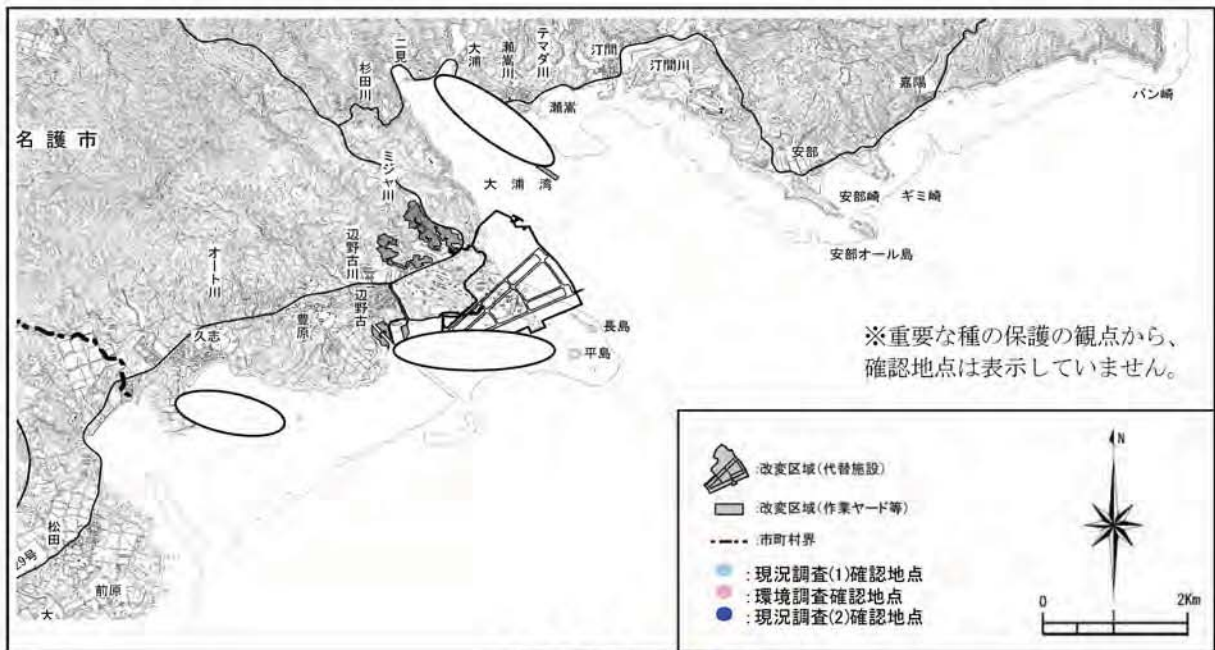 名護市
杉田川
二見
大浦
瀬嵩川
テマダ川
汀間
汀間川
瀬嵩
嘉陽
バン崎
安部
安部崎
ギミ崎
安部オール島
大浦湾
ミジャ川
辺野古川
辺野古
オート川
豊原
久志
長島
平島
松田
29号
前原
大
※重要な種の保護の観点から、
確認地点は表示していません。
:改変区域(代替施設)
:改変区域(作業ヤード等)
:市町村界
:現況調査(1)確認地点
:環境調査確認地点
:現況調査(2)確認地点
N
0 2Km